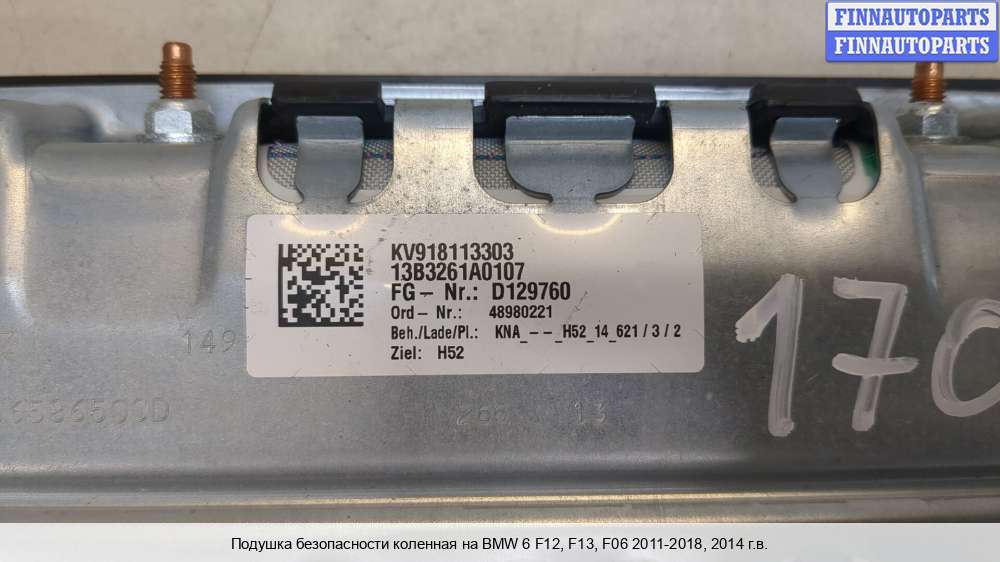 FINNAUTOPARTS
FINNAUTOPARTS
KV918113303
13B3261A0107
FG – Nr.: D129760
Ord – Nr.: 48980221
Beh./Lade/Pl.: KNA_ – – _H52_14_621 / 3 / 2
Ziel: H52
149
170
13
Подушка безопасности коленная на BMW 6 F12, F13, F06 2011-2018, 2014 г.в.